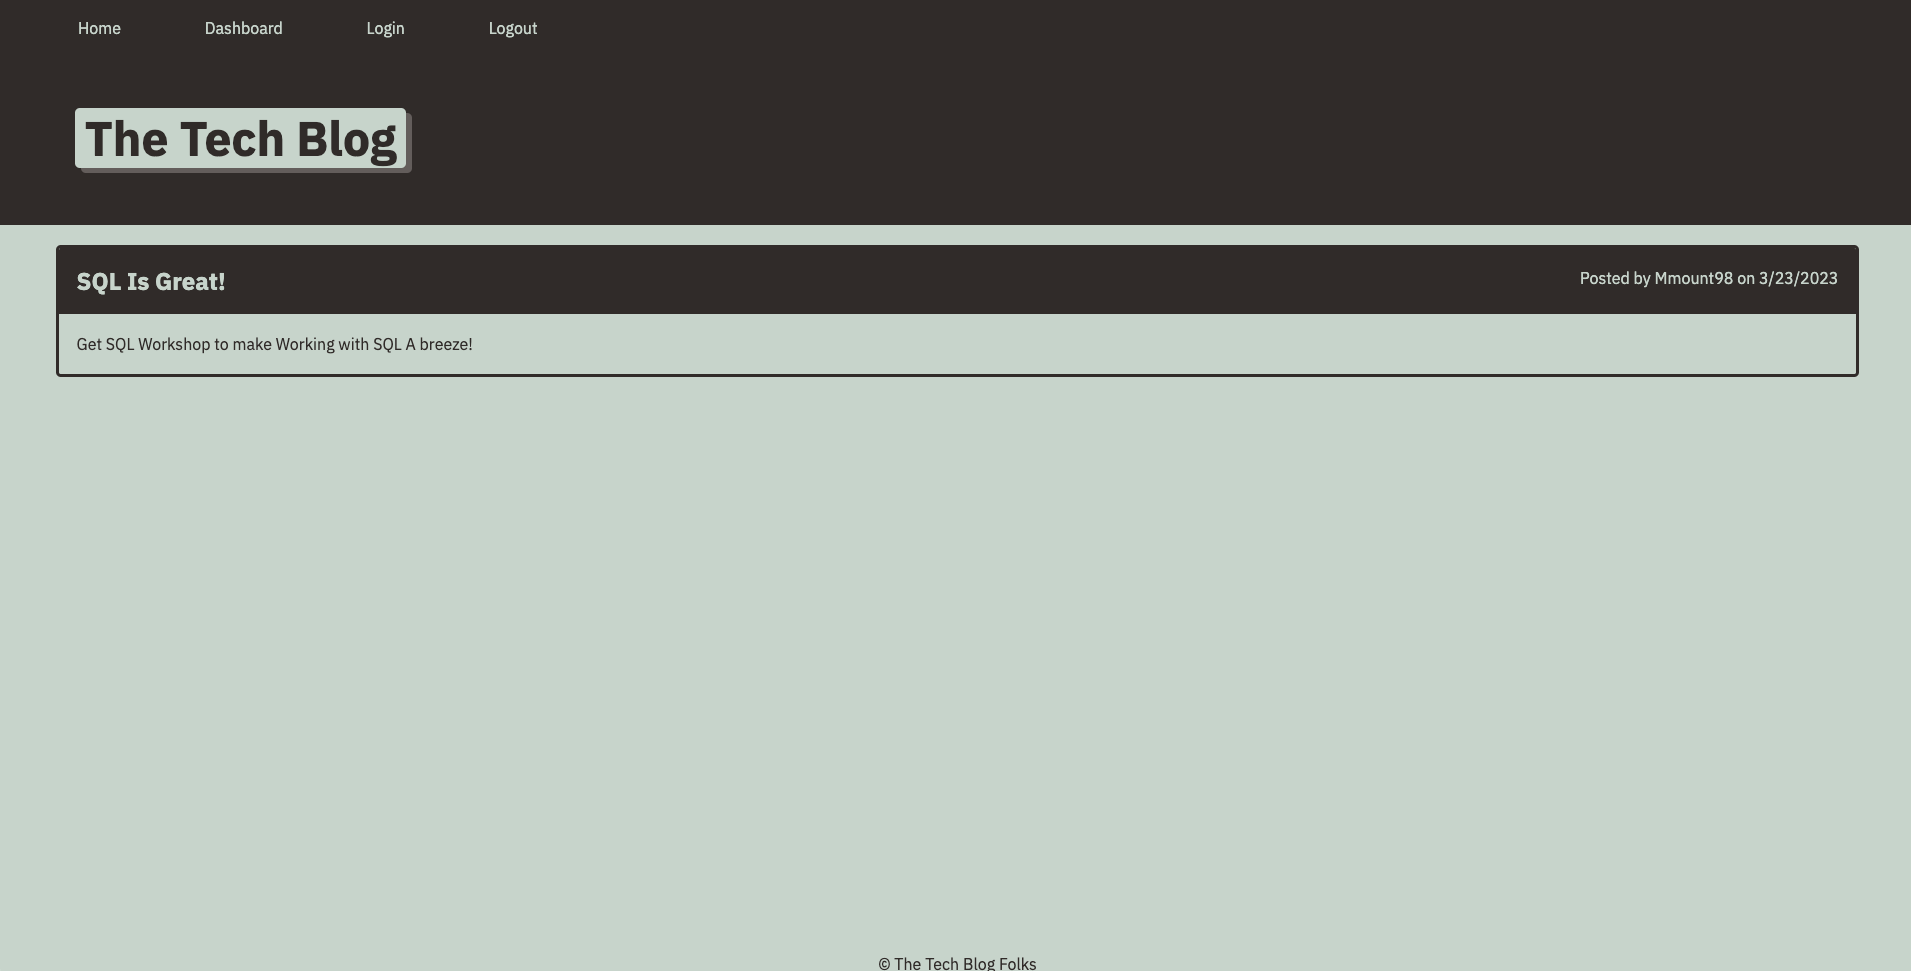 Home Dashboard Login Logout
The Tech Blog
SQL Is Great! Posted by Mmount98 on 3/23/2023
Get SQL Workshop to make Working with SQL A breeze!
© The Tech Blog Folks